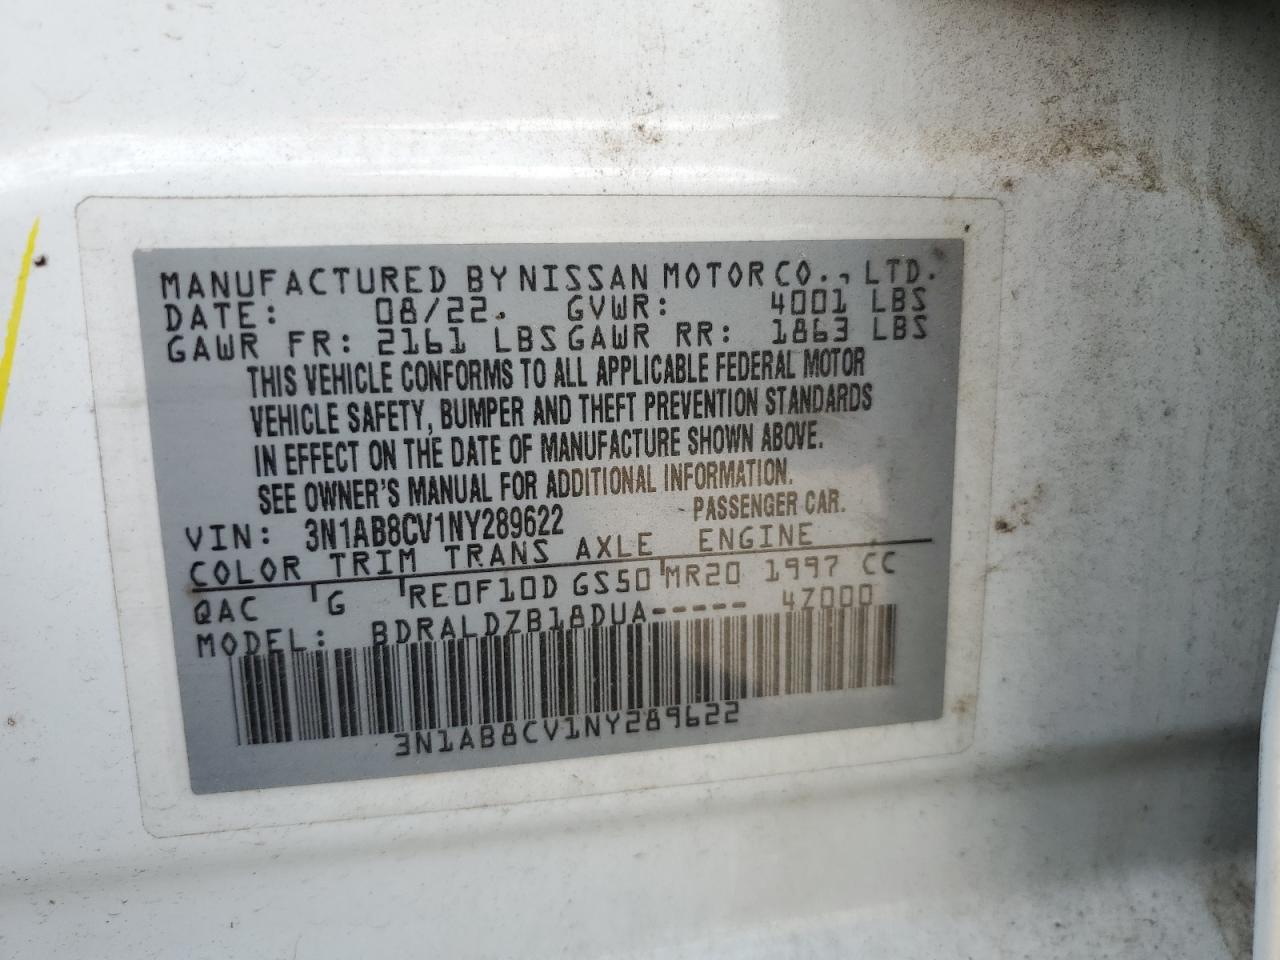 MANUFACTURED BY NISSAN MOTOR CO., LTD.
DATE: 08/22. GVWR: 4001 LBS
GAWR FR: 2161 LBS GAWR RR: 1863 LBS
THIS VEHICLE CONFORMS TO ALL APPLICABLE FEDERAL MOTOR
VEHICLE SAFETY, BUMPER AND THEFT PREVENTION STANDARDS
IN EFFECT ON THE DATE OF MANUFACTURE SHOWN ABOVE.
SEE OWNER'S MANUAL FOR ADDITIONAL INFORMATION.
VIN: 3N1AB8CV1NY289622 PASSENGER CAR.
COLOR TRIM TRANS AXLE ENGINE
QAC G RE0F10D GS50 MR20 1997 CC
MODEL: BDRALDZB18DUA----- 4Z000
3N1AB8CV1NY289622